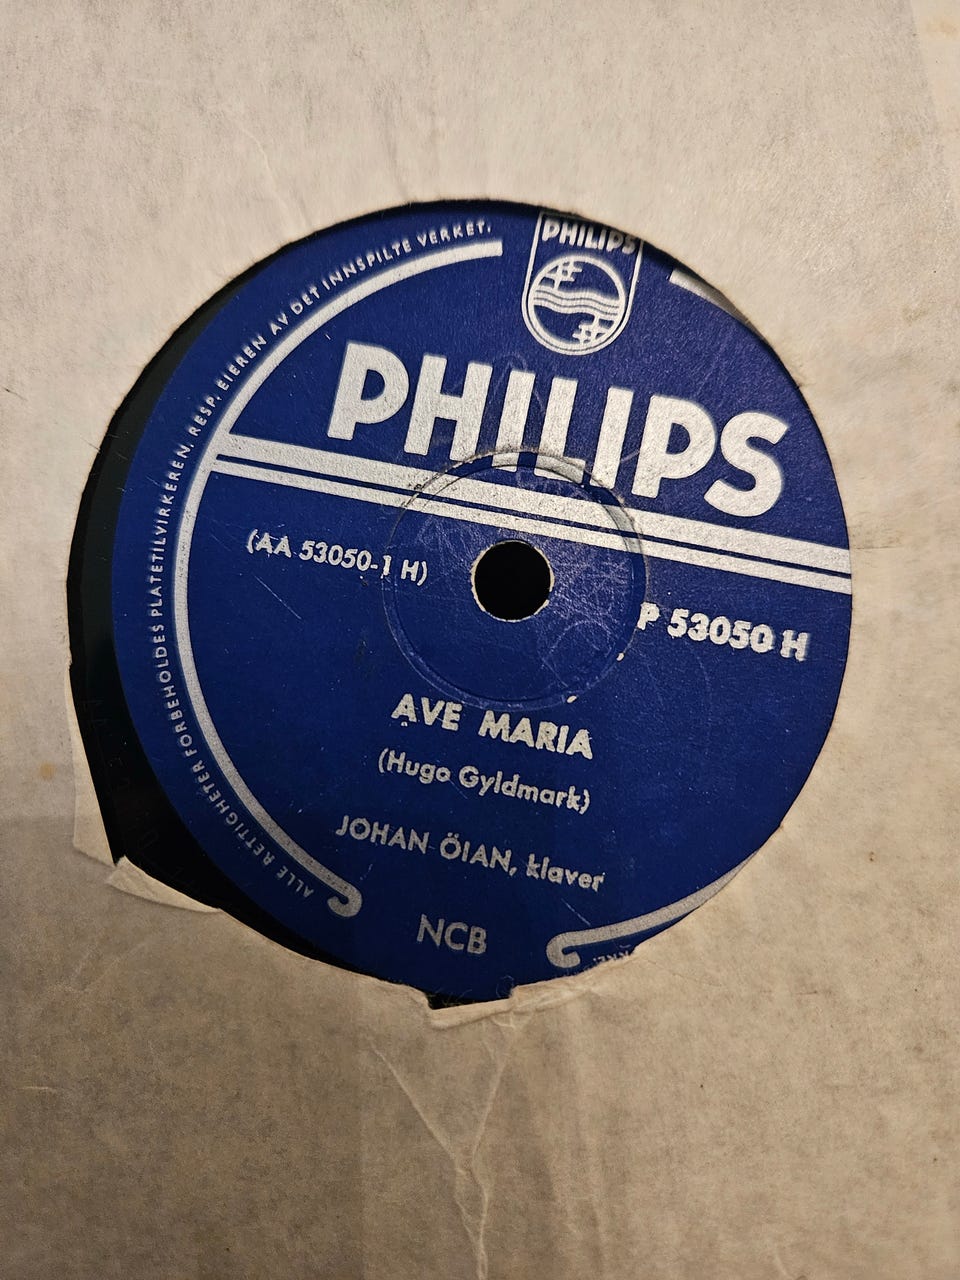 ALLE RETTIGHETER FORBEHOLDES PLATETILVIRKEREN, RESP. EIEREN AV DET INNSPILTE VERKET.
PHILIPS
PHILIPS
(AA 53050-1 H)
P 53050 H
AVE MARIA
(Hugo Gyldmark)
JOHAN ÖIAN, klaver
NCB